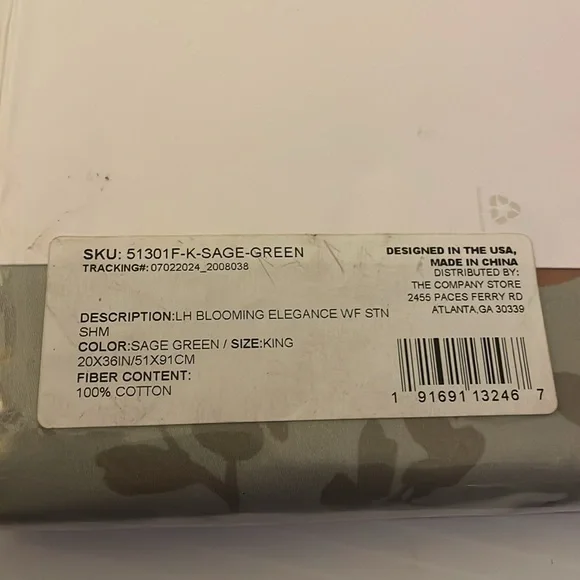 SKU: 51301F-K-SAGE-GREEN
TRACKING#: 07022024_2008038
DESIGNED IN THE USA,
MADE IN CHINA
DISTRIBUTED BY:
THE COMPANY STORE
2455 PACES FERRY RD
ATLANTA,GA 30339
DESCRIPTION:LH BLOOMING ELEGANCE WF STN
SHM
COLOR:SAGE GREEN / SIZE:KING
20X36IN/51X91CM
FIBER CONTENT:
100% COTTON
1 91691 13246 7